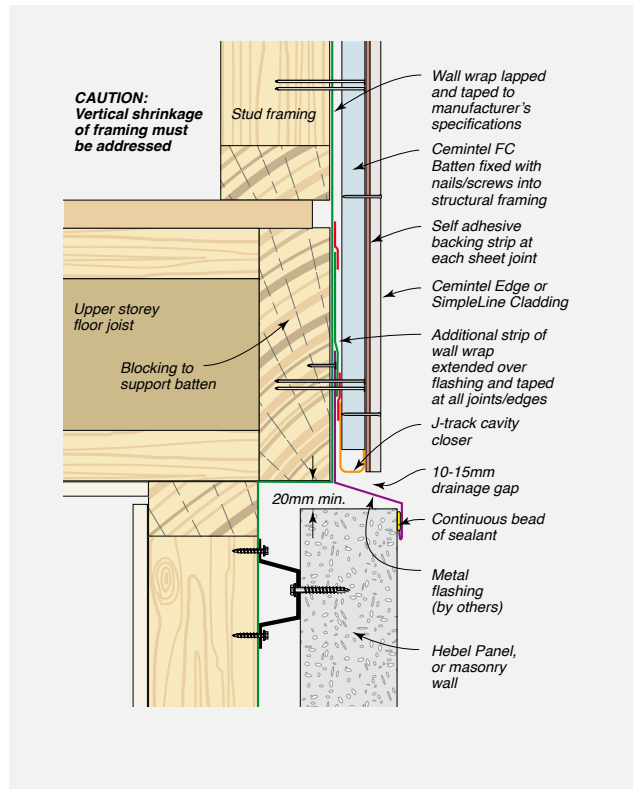 CAUTION:
Vertical shrinkage
of framing must
be addressed
Stud framing
Wall wrap lapped
and taped to
manufacturer's
specifications
Cemintel FC
Batten fixed with
nails/screws into
structural framing
Self adhesive
backing strip at
each sheet joint
Cemintel Edge or
SimpleLine Cladding
Upper storey
floor joist
Blocking to
support batten
Additional strip of
wall wrap
extended over
flashing and taped
at all joints/edges
J-track cavity
closer
10-15mm
drainage gap
20mm min.
Continuous bead
of sealant
Metal
flashing
(by others)
Hebel Panel,
or masonry
wall